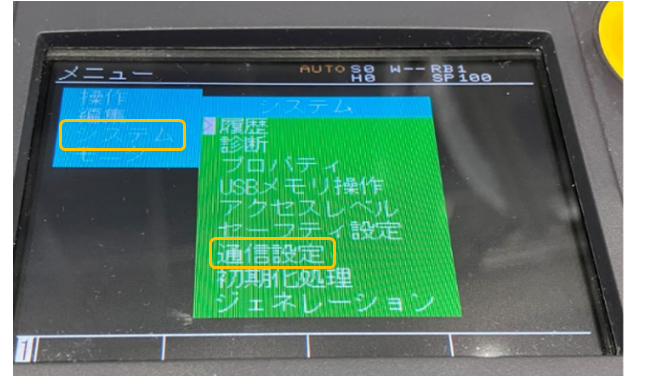 メニュー
AUTO S0 W-- RB1
H0 SP100
操作
編集
システム
セーブ
システム
履歴
診断
プロパティ
USBメモリ操作
アクセスレベル
セーフティ設定
通信設定
初期化処理
ジェネレーション
1